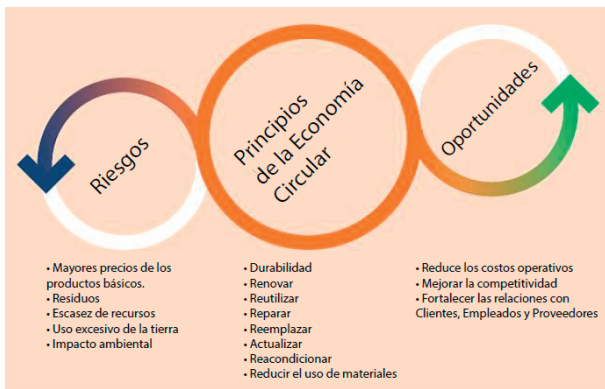 Riesgos
Principios
de la Economía
Circular
Oportunidades
• Mayores precios de los
productos básicos.
• Residuos
• Escasez de recursos
• Uso excesivo de la tierra
• Impacto ambiental
• Durabilidad
• Renovar
• Reutilizar
• Reparar
• Reemplazar
• Actualizar
• Reacondicionar
• Reducir el uso de materiales
• Reduce los costos operativos
• Mejorar la competitividad
• Fortalecer las relaciones con
Clientes, Empleados y Proveedores